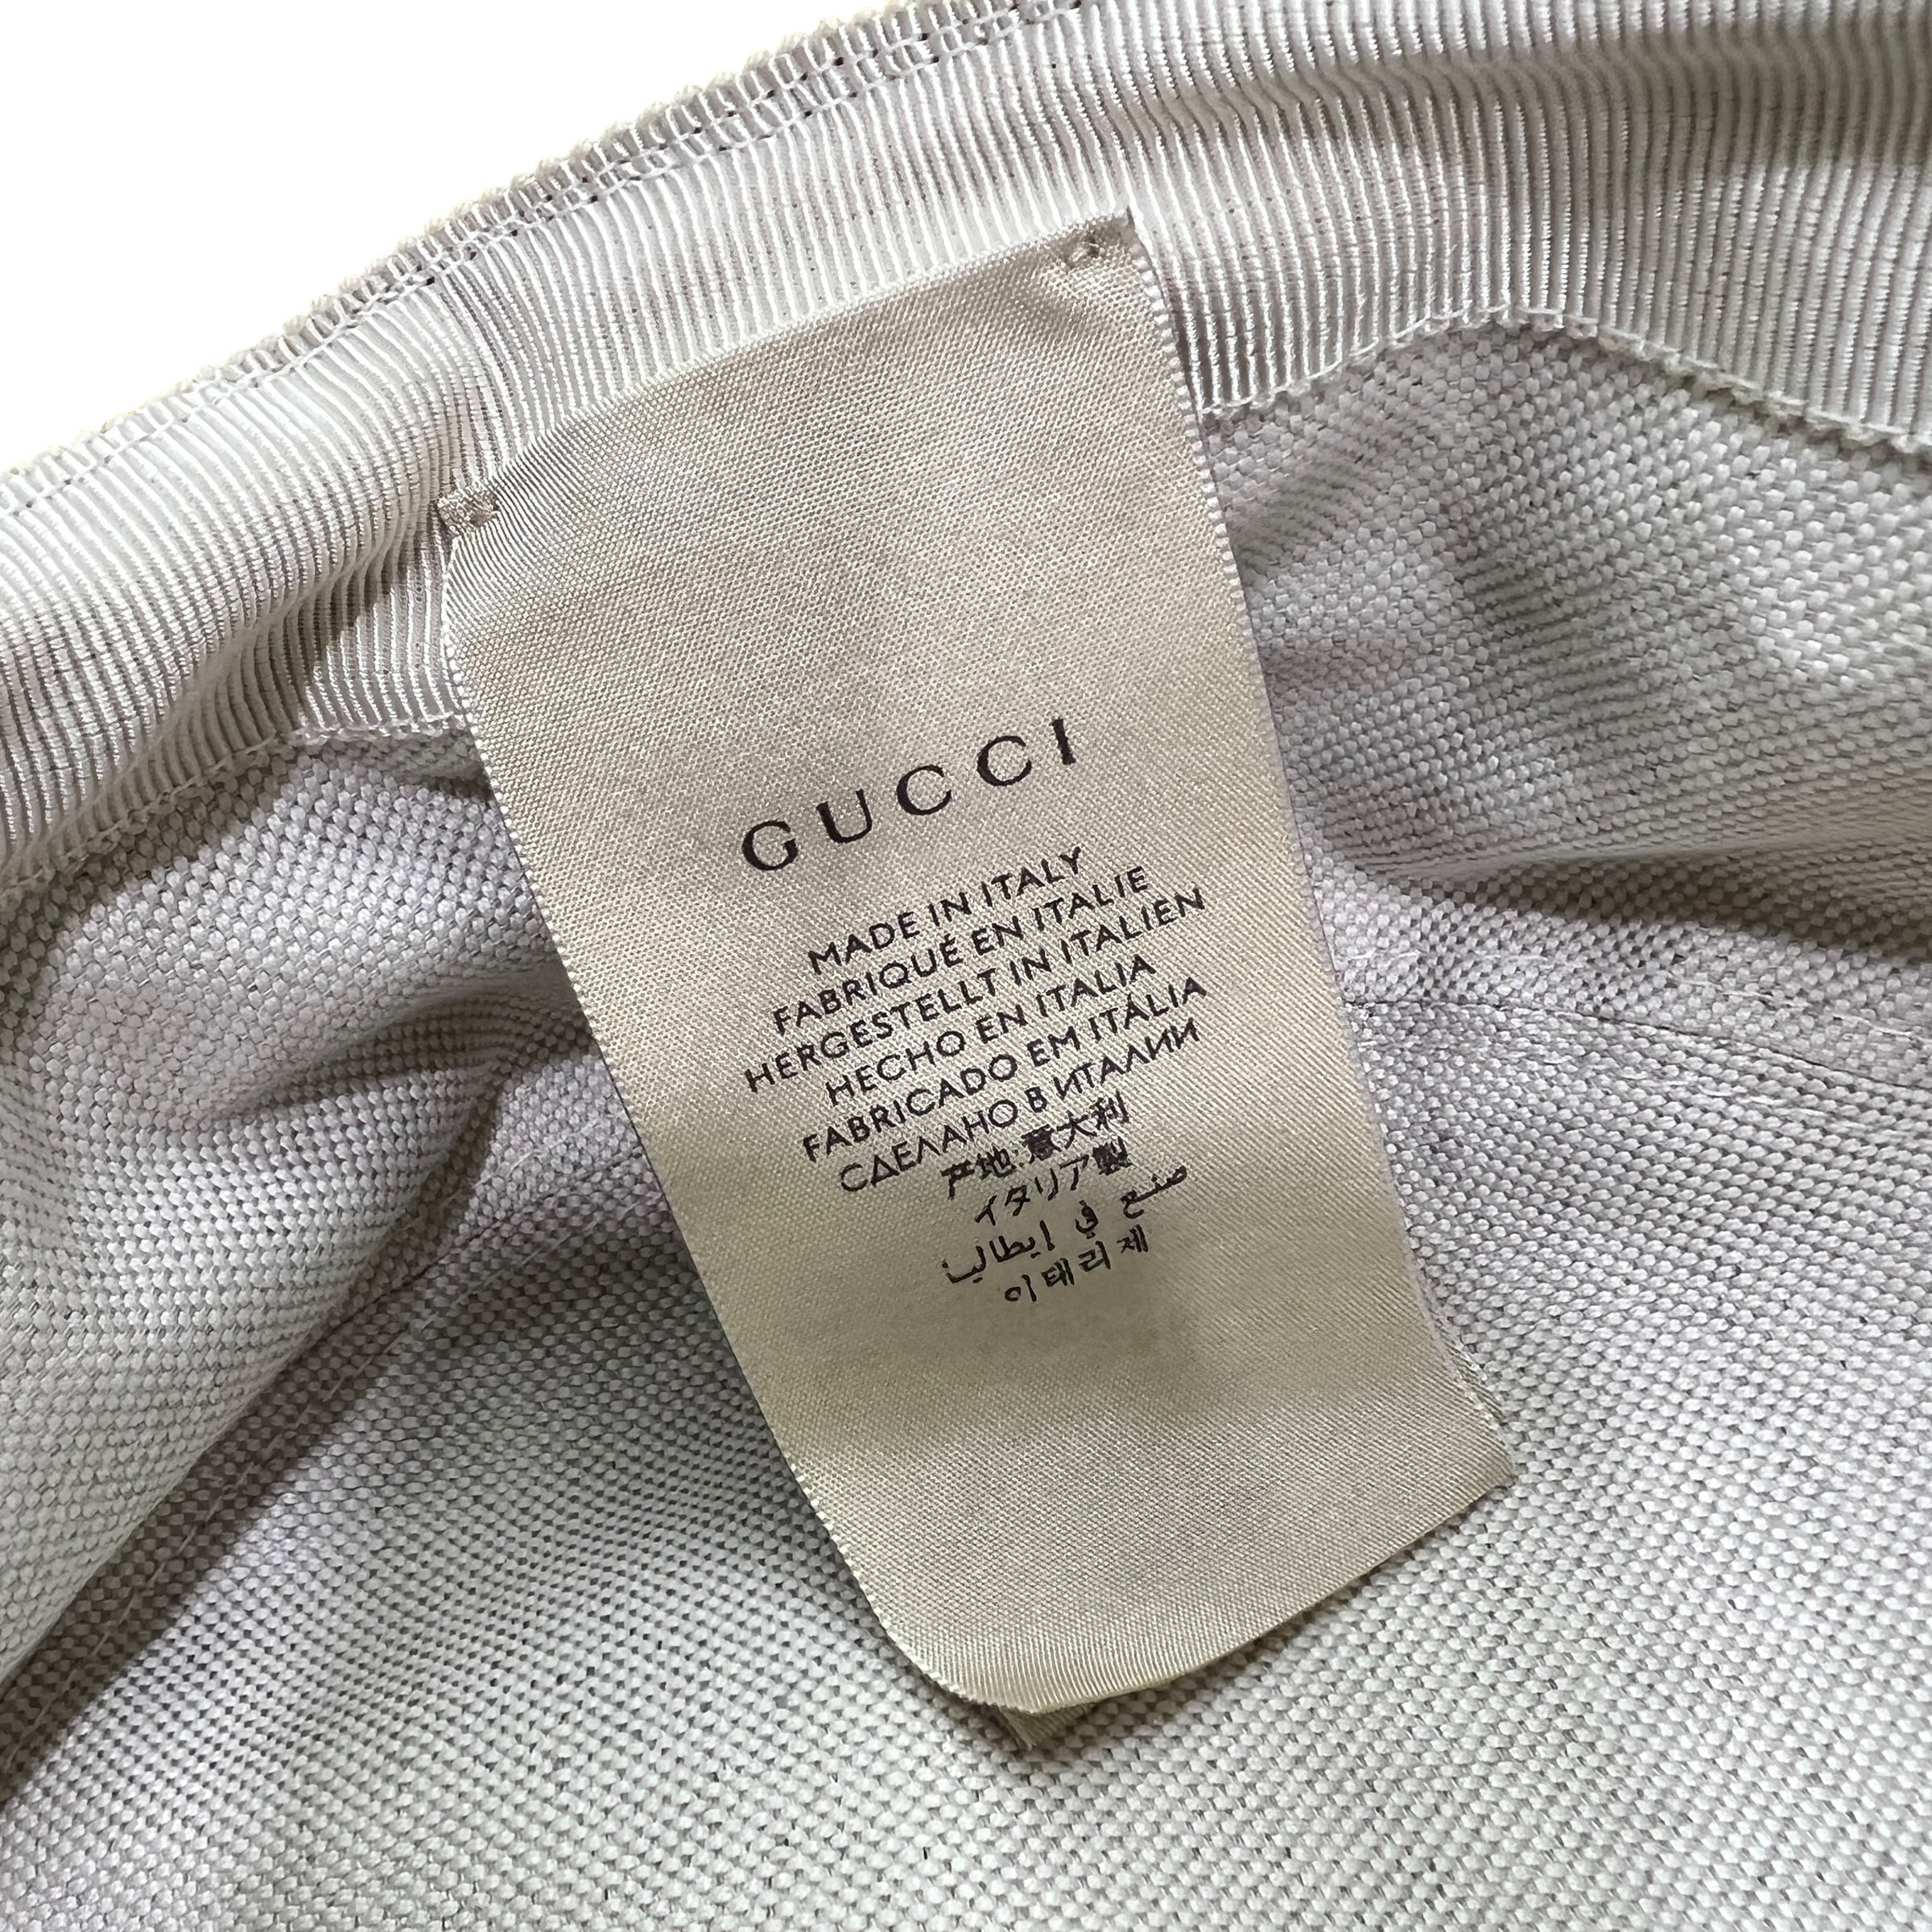 GUCCI
MADE IN ITALY
FABRIQUÉ EN ITALIE
HERGESTELLT IN ITALIEN
HECHO EN ITALIA
FABRICADO EM ITÁLIA
СДЕЛАНО В ИТАЛИИ
产地:意大利
イタリア製
صنع في إيطاليا
이태리제